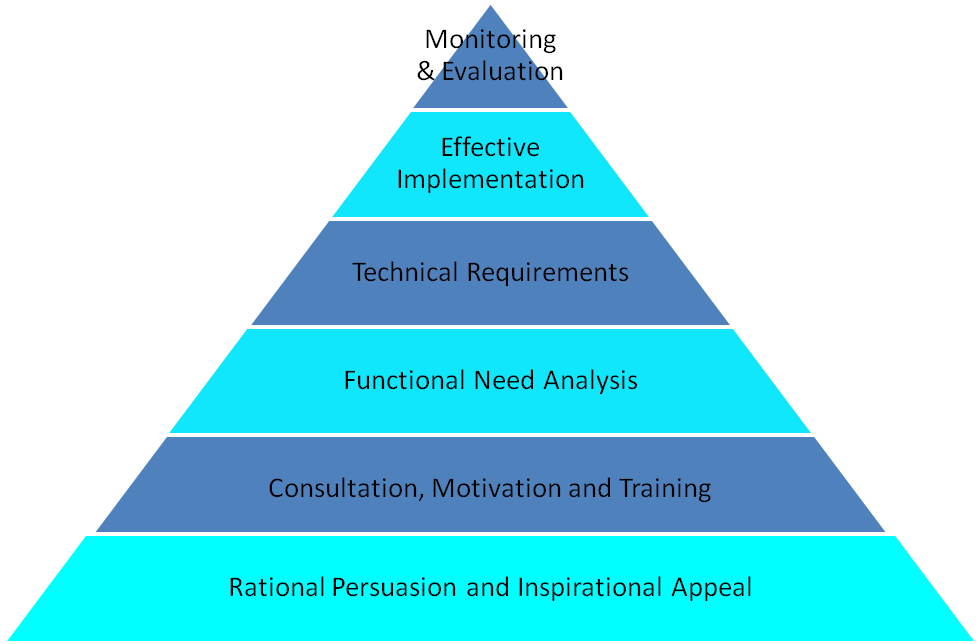 Monitoring
& Evaluation
Effective
Implementation
Technical Requirements
Functional Need Analysis
Consultation, Motivation and Training
Rational Persuasion and Inspirational Appeal